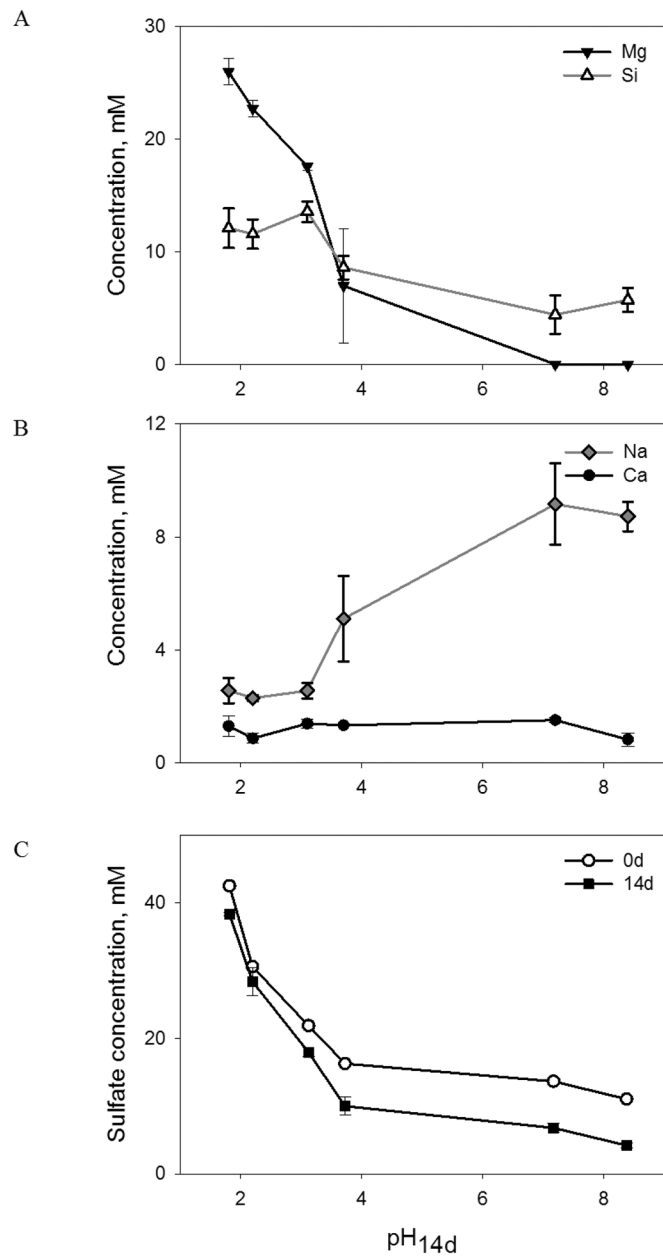 A
30
20
10
0
Concentration, mM
Mg
Si
2 4 6 8
B
12
8
4
0
Concentration, mM
Na
Ca
2 4 6 8
C
40
20
0
Sulfate concentration, mM
0d
14d
2 4 6 8
pH14d